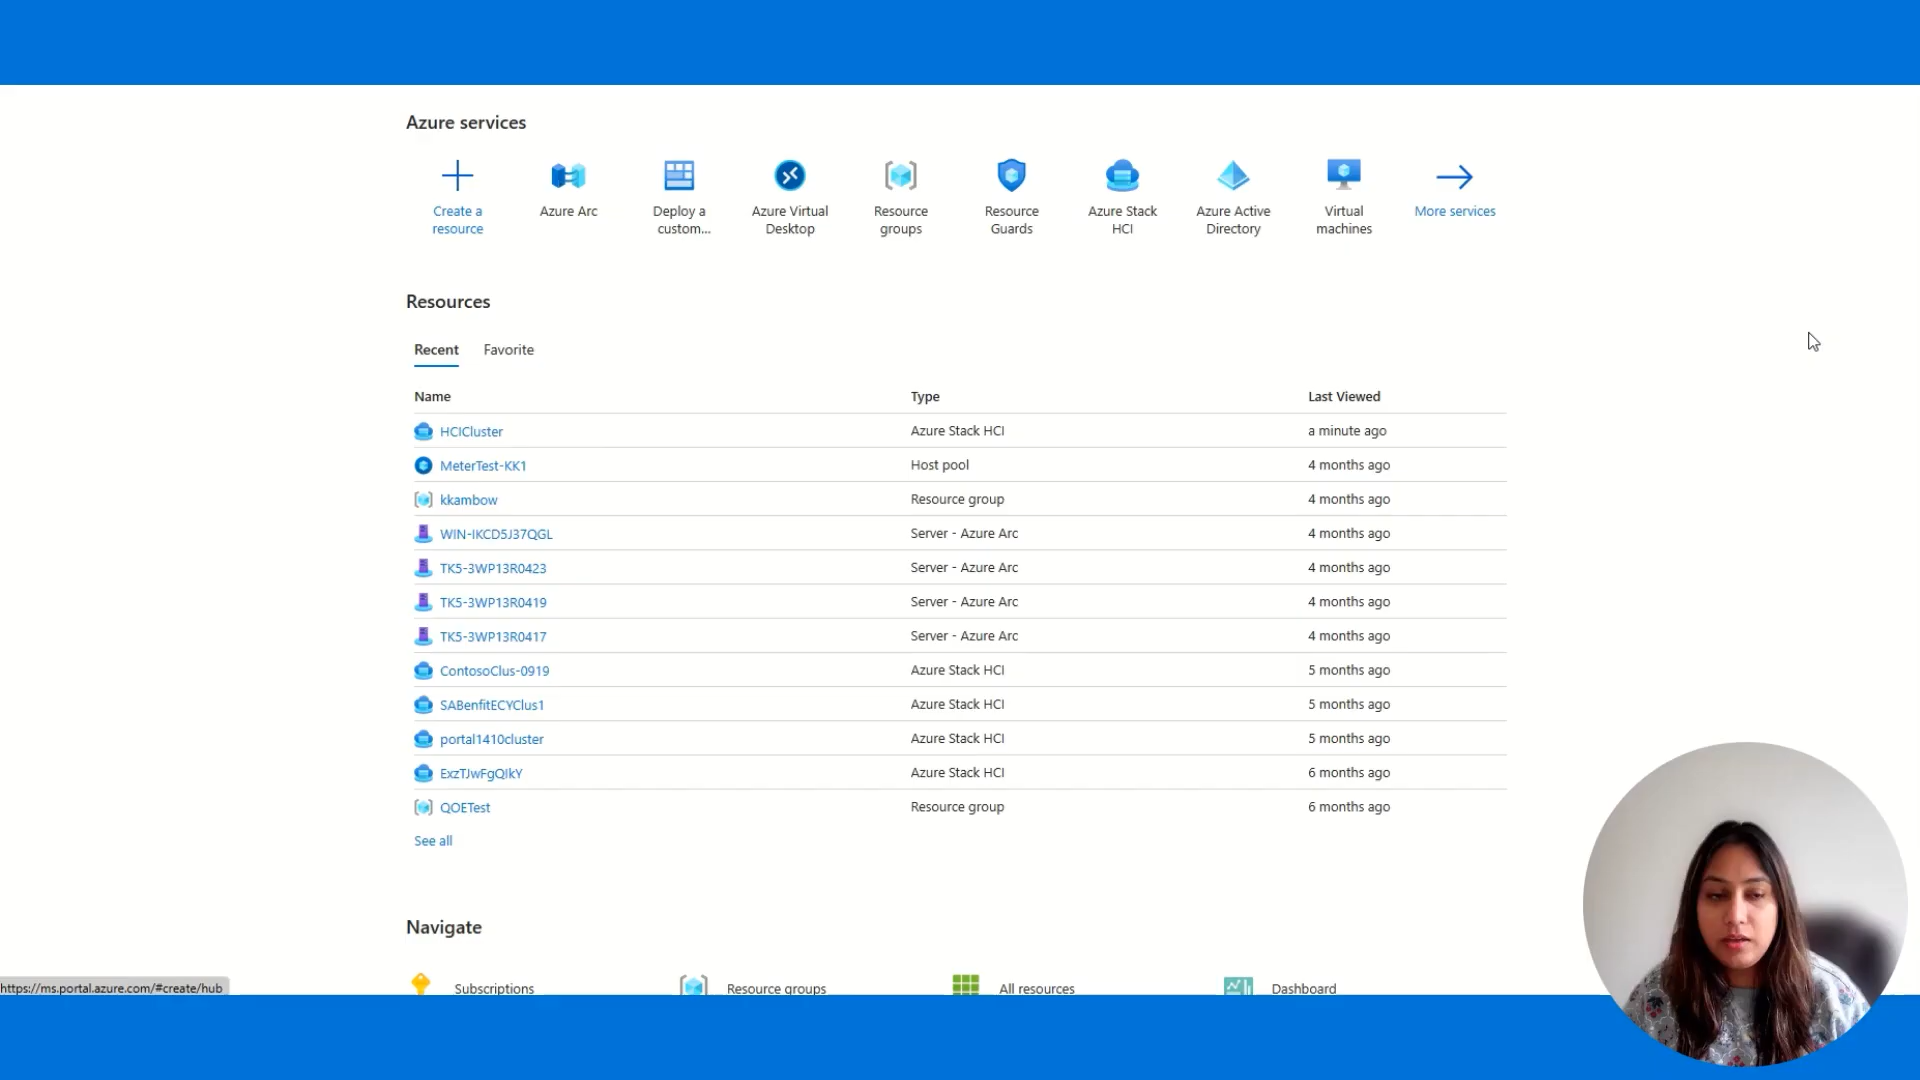 Azure services
Create a
resource
Azure Arc
Deploy a
custom...
Azure Virtual
Desktop
Resource
groups
Resource
Guards
Azure Stack
HCI
Azure Active
Directory
Virtual
machines
More services
Resources
Recent Favorite
Name Type Last Viewed
HCICluster Azure Stack HCI a minute ago
MeterTest-KK1 Host pool 4 months ago
kkambow Resource group 4 months ago
WIN-IKCD5J37QGL Server - Azure Arc 4 months ago
TK5-3WP13R0423 Server - Azure Arc 4 months ago
TK5-3WP13R0419 Server - Azure Arc 4 months ago
TK5-3WP13R0417 Server - Azure Arc 4 months ago
ContosoClus-0919 Azure Stack HCI 5 months ago
SABenfitECYClus1 Azure Stack HCI 5 months ago
portal1410cluster Azure Stack HCI 5 months ago
ExzTJwFgQIkY Azure Stack HCI 6 months ago
QOETest Resource group 6 months ago
See all
Navigate
Subscriptions Resource groups All resources Dashboard
https://ms.portal.azure.com/#create/hub